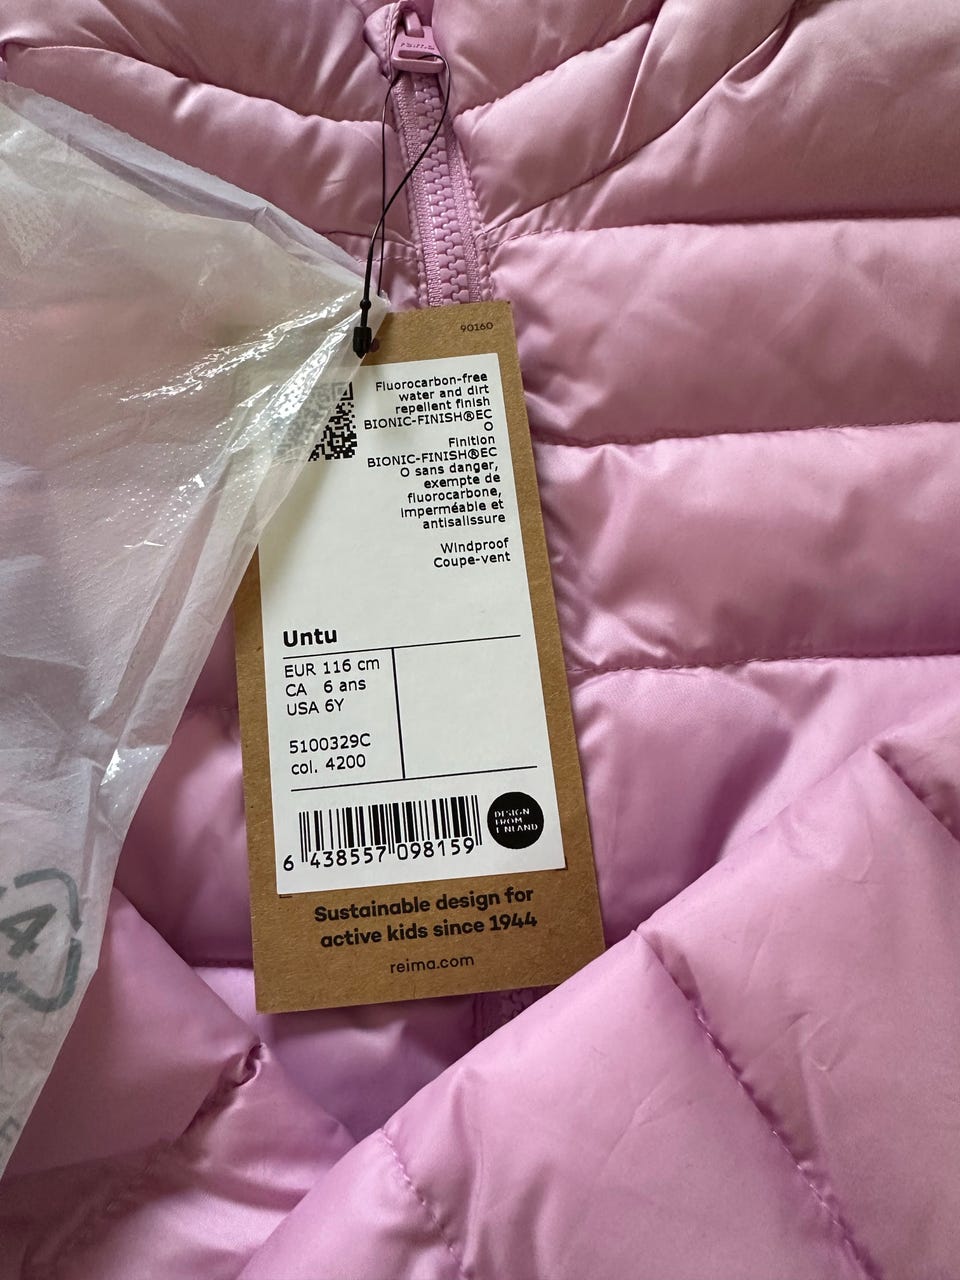 reima
90160
Fluorocarbon-free
water and dirt
repellent finish
BIONIC-FINISH®EC
O
Finition
BIONIC-FINISH®EC
O sans danger,
exempte de
fluorocarbone,
imperméable et
antisalissure
Windproof
Coupe-vent
Untu
EUR 116 cm
CA 6 ans
USA 6Y
5100329C
col. 4200
DESIGN
FROM
FINLAND
6 438557 098159
Sustainable design for
active kids since 1944
reima.com
4